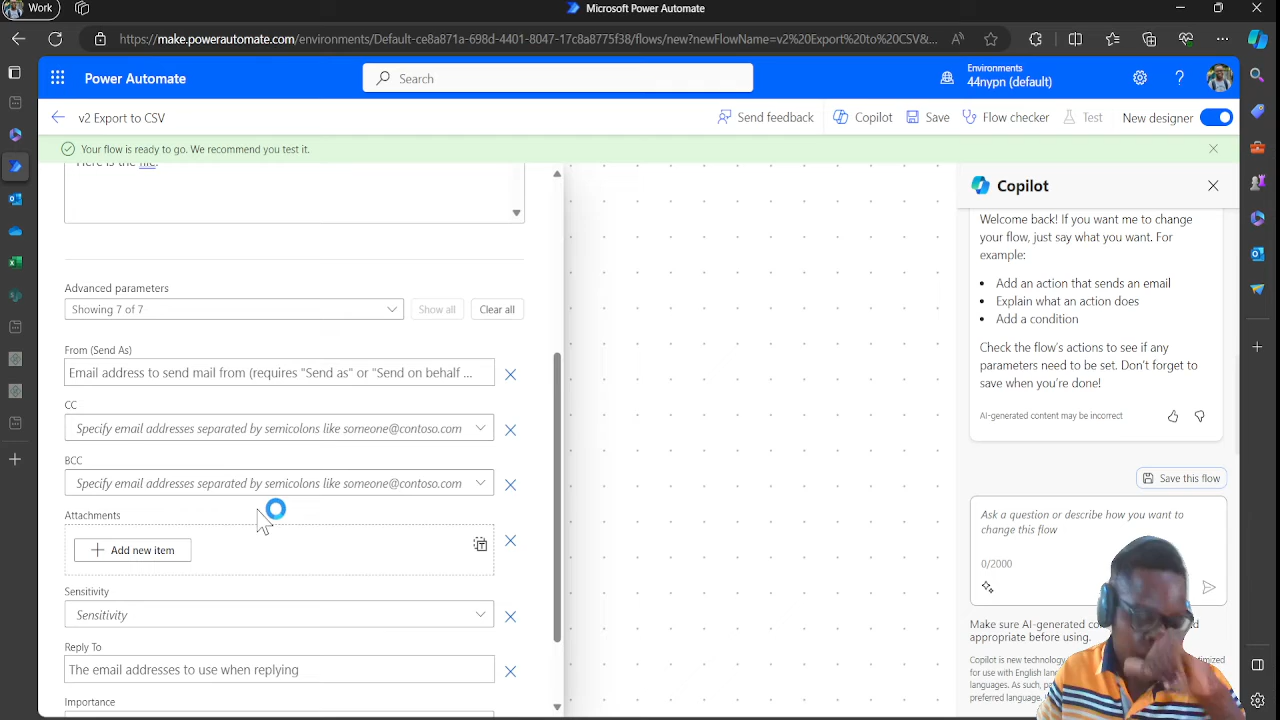 Work
Microsoft Power Automate
https://make.powerautomate.com/environments/Default-ce8a871a-698d-4401-8047-17c8a8775f38/flows/new?newFlowName=v2%20Export%20to%20CSV&...
Power Automate
Search
Environments
44nypn (default)
v2 Export to CSV
Send feedback
Copilot
Save
Flow checker
Test
New designer
Your flow is ready to go. We recommend you test it.
Here is the file.
Advanced parameters
Showing 7 of 7
Show all
Clear all
From (Send As)
Email address to send mail from (requires "Send as" or "Send on behalf ...
CC
Specify email addresses separated by semicolons like someone@contoso.com
BCC
Specify email addresses separated by semicolons like someone@contoso.com
Attachments
Add new item
Sensitivity
Sensitivity
Reply To
The email addresses to use when replying
Importance
Copilot
Welcome back! If you want me to change
your flow, just say what you want. For
example:
• Add an action that sends an email
• Explain what an action does
• Add a condition
Check the flow's actions to see if any
parameters need to be set. Don't forget to
save when you're done!
AI-generated content may be incorrect
Save this flow
Ask a question or describe how you want to
change this flow
0/2000
Make sure AI-generated
appropriate before using.
Copilot is new technology
for use with English
languages. As such,
preferred language.